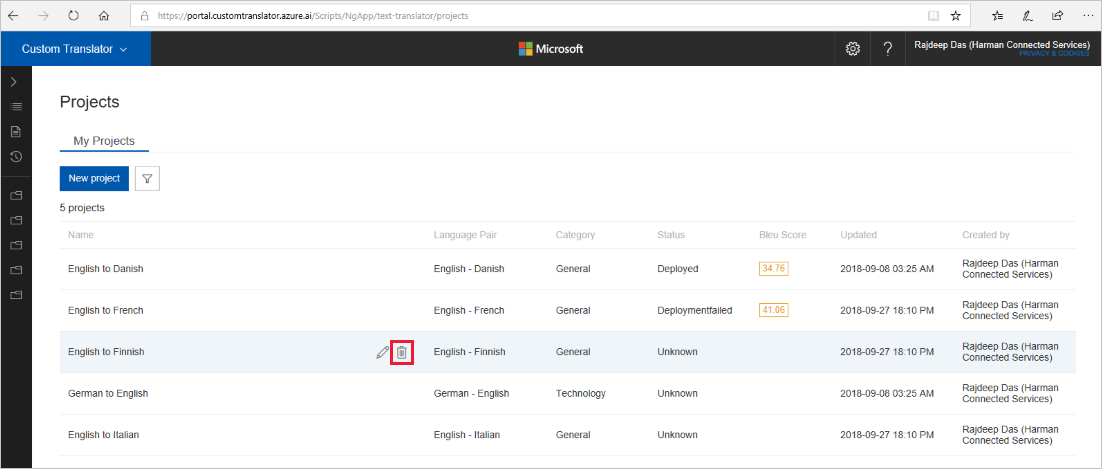 https://portal.customtranslator.azure.ai/Scripts/NgApp/text-translator/projects
Custom Translator
Microsoft
?
Rajdeep Das (Harman Connected Services)
PRIVACY & COOKIES
Projects
My Projects
New project
5 projects
Name Language Pair Category Status Bleu Score Updated Created by
English to Danish English - Danish General Deployed 34.76 2018-09-08 03:25 AM Rajdeep Das (Harman
Connected Services)
English to French English - French General Deploymentfailed 41.06 2018-09-27 18:10 PM Rajdeep Das (Harman
Connected Services)
English to Finnish English - Finnish General Unknown 2018-09-27 18:10 PM Rajdeep Das (Harman
Connected Services)
German to English German - English Technology Unknown 2018-09-08 03:25 AM Rajdeep Das (Harman
Connected Services)
English to Italian English - Italian General Unknown 2018-09-27 18:10 PM Rajdeep Das (Harman
Connected Services)